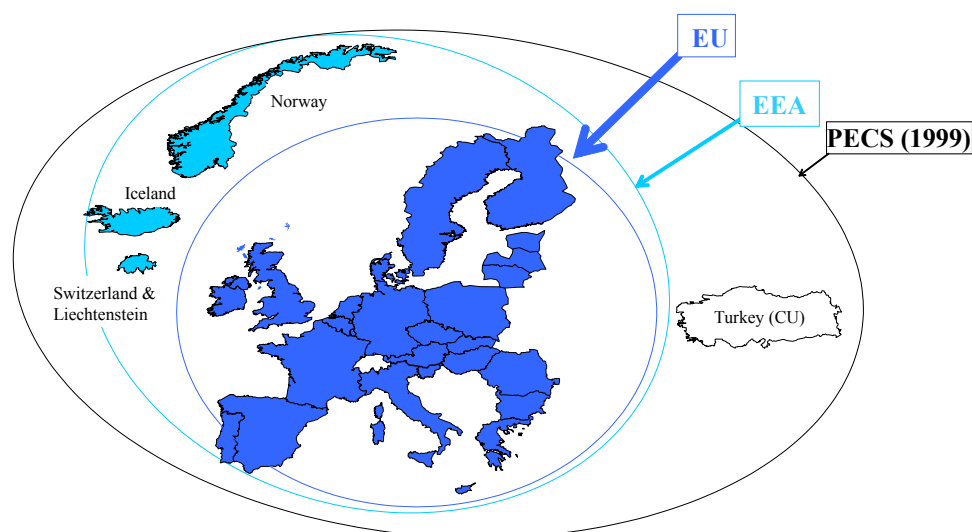 EU
EEA
PECS (1999)
Norway
Iceland
Switzerland &
Liechtenstein
Turkey (CU)